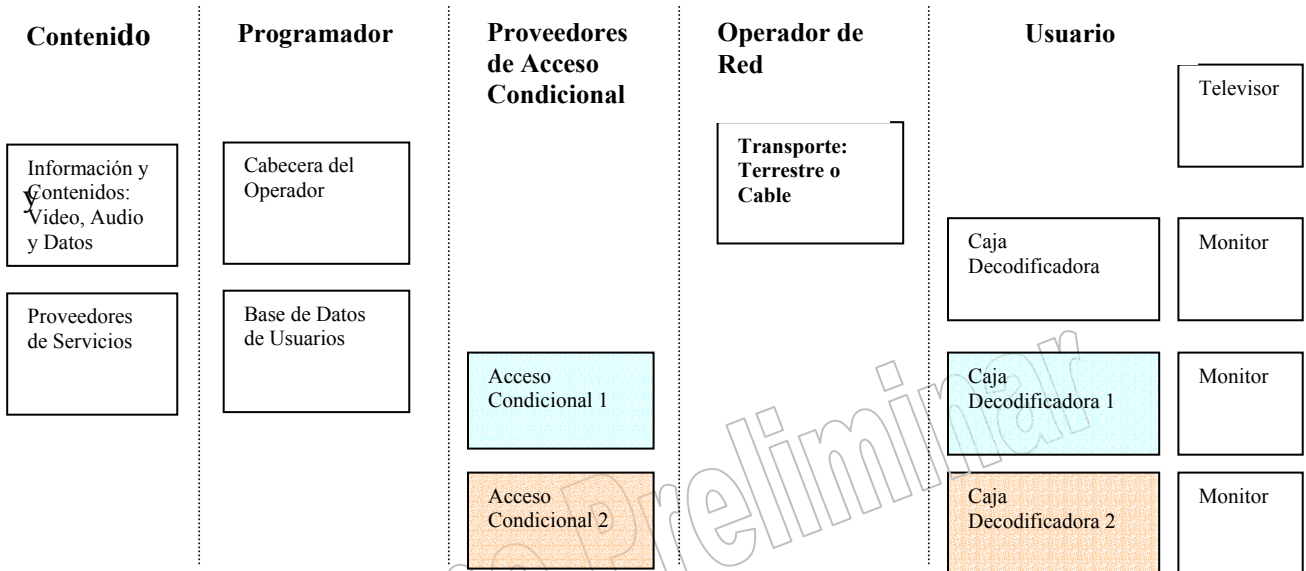 Contenido
Programador
Proveedores
de Acceso
Condicional
Operador de
Red
Usuario
Información y
Contenidos:
y
Video, Audio
y Datos
Proveedores
de Servicios
Cabecera del
Operador
Base de Datos
de Usuarios
Acceso
Condicional 1
Acceso
Condicional 2
Transporte:
Terrestre o
Cable
Televisor
Caja
Decodificadora
Monitor
Caja
Decodificadora 1
Monitor
Caja
Decodificadora 2
Monitor
Preliminar